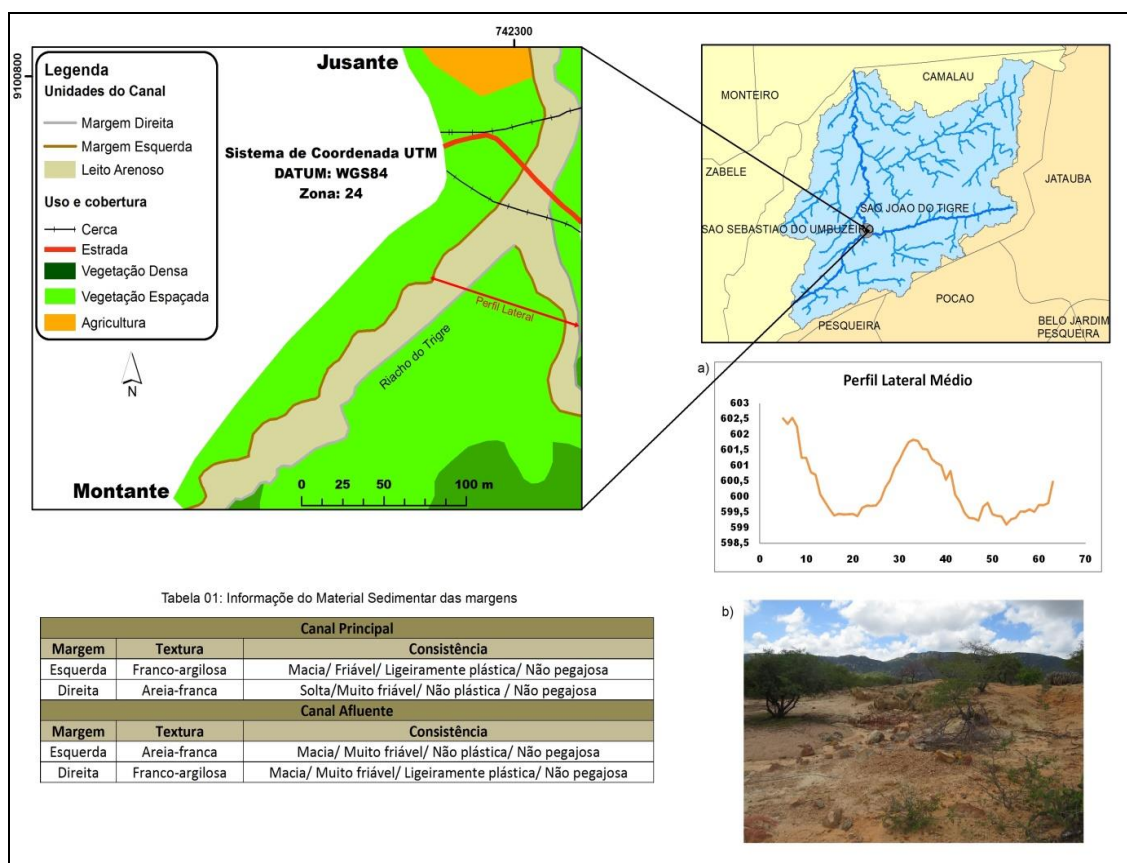 742300
9100800
Legenda
Unidades do Canal
Margem Direita
Margem Esquerda
Leito Arenoso
Uso e cobertura
Cerca
Estrada
Vegetação Densa
Vegetação Espaçada
Agricultura
N
Jusante
Sistema de Coordenada UTM
DATUM: WGS84
Zona: 24
Perfil Lateral
Riacho do Trigre
Montante
0 25 50 100 m
CAMALAU
MONTEIRO
ZABELE
JATAUBA
SAO JOAO DO TIGRE
SAO SEBASTIAO DO UMBUZEIRO
POCAO
PESQUEIRA
BELO JARDIM
PESQUEIRA
a)
Perfil Lateral Médio
603
602,5
602
601
601
600,5
600
599,5
599
598,5
0 10 20 30 40 50 60 70
Tabela 01: Informaçõe do Material Sedimentar das margens
Canal Principal
Margem Textura Consistência
Esquerda Franco-argilosa Macia/ Friável/ Ligeiramente plástica/ Não pegajosa
Direita Areia-franca Solta/Muito friável/ Não plástica / Não pegajosa
Canal Afluente
Margem Textura Consistência
Esquerda Areia-franca Macia/ Muito friável/ Não plástica/ Não pegajosa
Direita Franco-argilosa Macia/ Muito friável/ Ligeiramente plástica/ Não pegajosa
b)